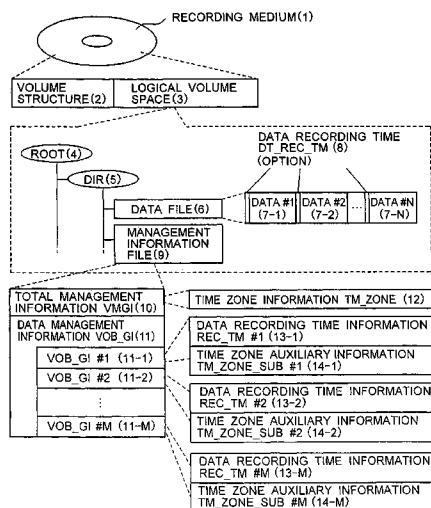 RECORDING MEDIUM(1)
VOLUME
STRUCTURE(2)
LOGICAL VOLUME
SPACE(3)
DATA RECORDING TIME
DT_REC_TM (8)
(OPTION)
ROOT(4)
DIR(5)
DATA FILE(6)
DATA #1
(7-1)
DATA #2
(7-2)
...
DATA #N
(7-N)
MANAGEMENT
INFORMATION
FILE(9)
TOTAL MANAGEMENT
INFORMATION VMGI(10)
TIME ZONE INFORMATION TM_ZONE (12)
DATA MANAGEMENT
INFORMATION VOB_GI(11)
DATA RECORDING TIME INFORMATION
REC_TM #1 (13-1)
VOB_GI #1 (11-1)
TIME ZONE AUXILIARY INFORMATION
TM_ZONE_SUB #1 (14-1)
VOB_GI #2 (11-2)
DATA RECORDING TIME INFORMATION
REC_TM #2 (13-2)
TIME ZONE AUXILIARY INFORMATION
TM_ZONE_SUB #2 (14-2)
⋮
VOB_GI #M (11-M)
DATA RECORDING TIME INFORMATION
REC_TM #M (13-M)
TIME ZONE AUXILIARY INFORMATION
TM_ZONE_SUB #M (14-M)